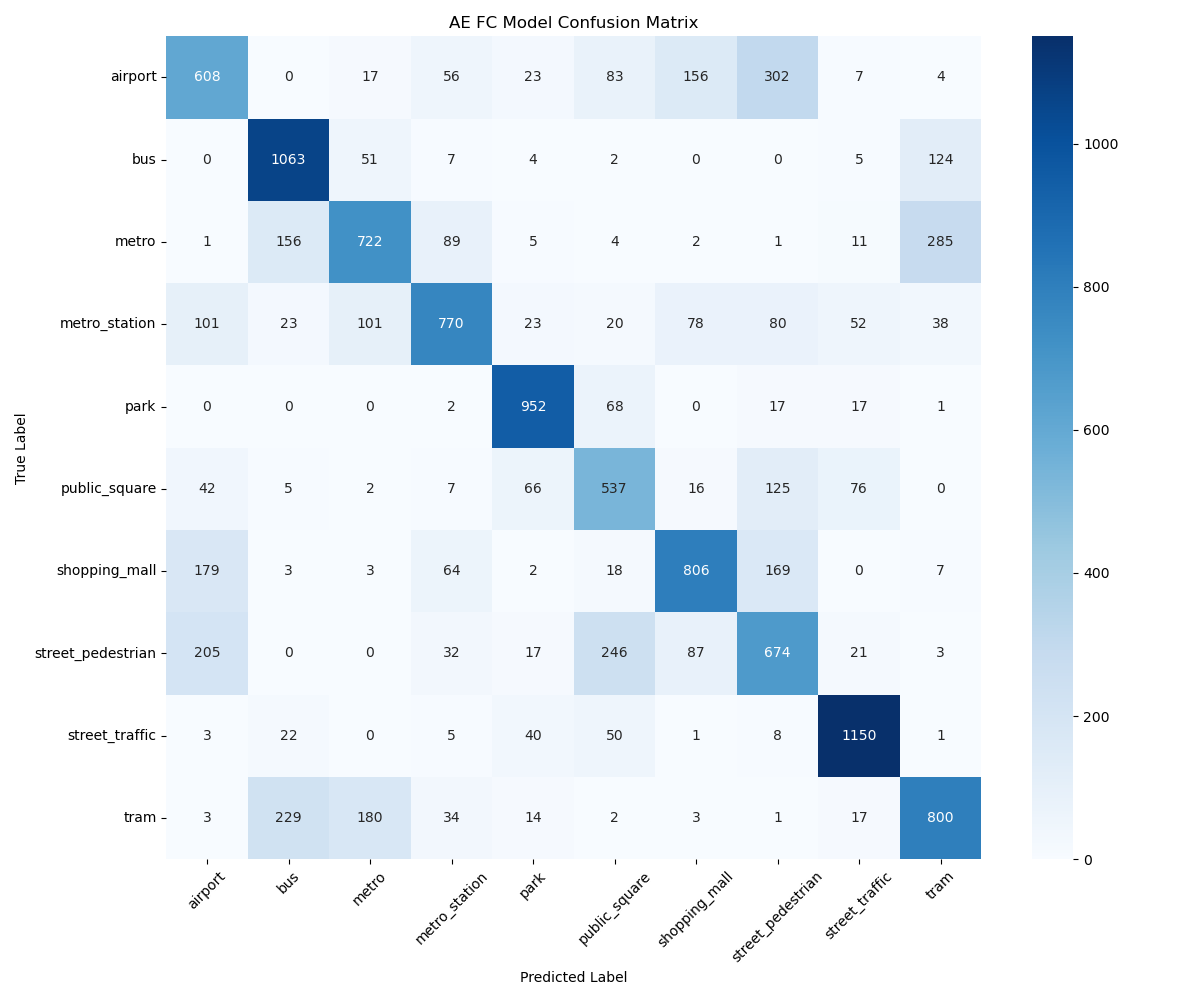 AE FC Model Confusion Matrix
airport 608 0 17 56 23 83 156 302 7 4
bus 0 1063 51 7 4 2 0 0 5 124
metro 1 156 722 89 5 4 2 1 11 285
metro_station 101 23 101 770 23 20 78 80 52 38
park 0 0 0 2 952 68 0 17 17 1
public_square 42 5 2 7 66 537 16 125 76 0
shopping_mall 179 3 3 64 2 18 806 169 0 7
street_pedestrian 205 0 0 32 17 246 87 674 21 3
street_traffic 3 22 0 5 40 50 1 8 1150 1
tram 3 229 180 34 14 2 3 1 17 800
airport bus metro metro_station park public_square shopping_mall street_pedestrian street_traffic tram
Predicted Label
True Label
1000
800
600
400
200
0